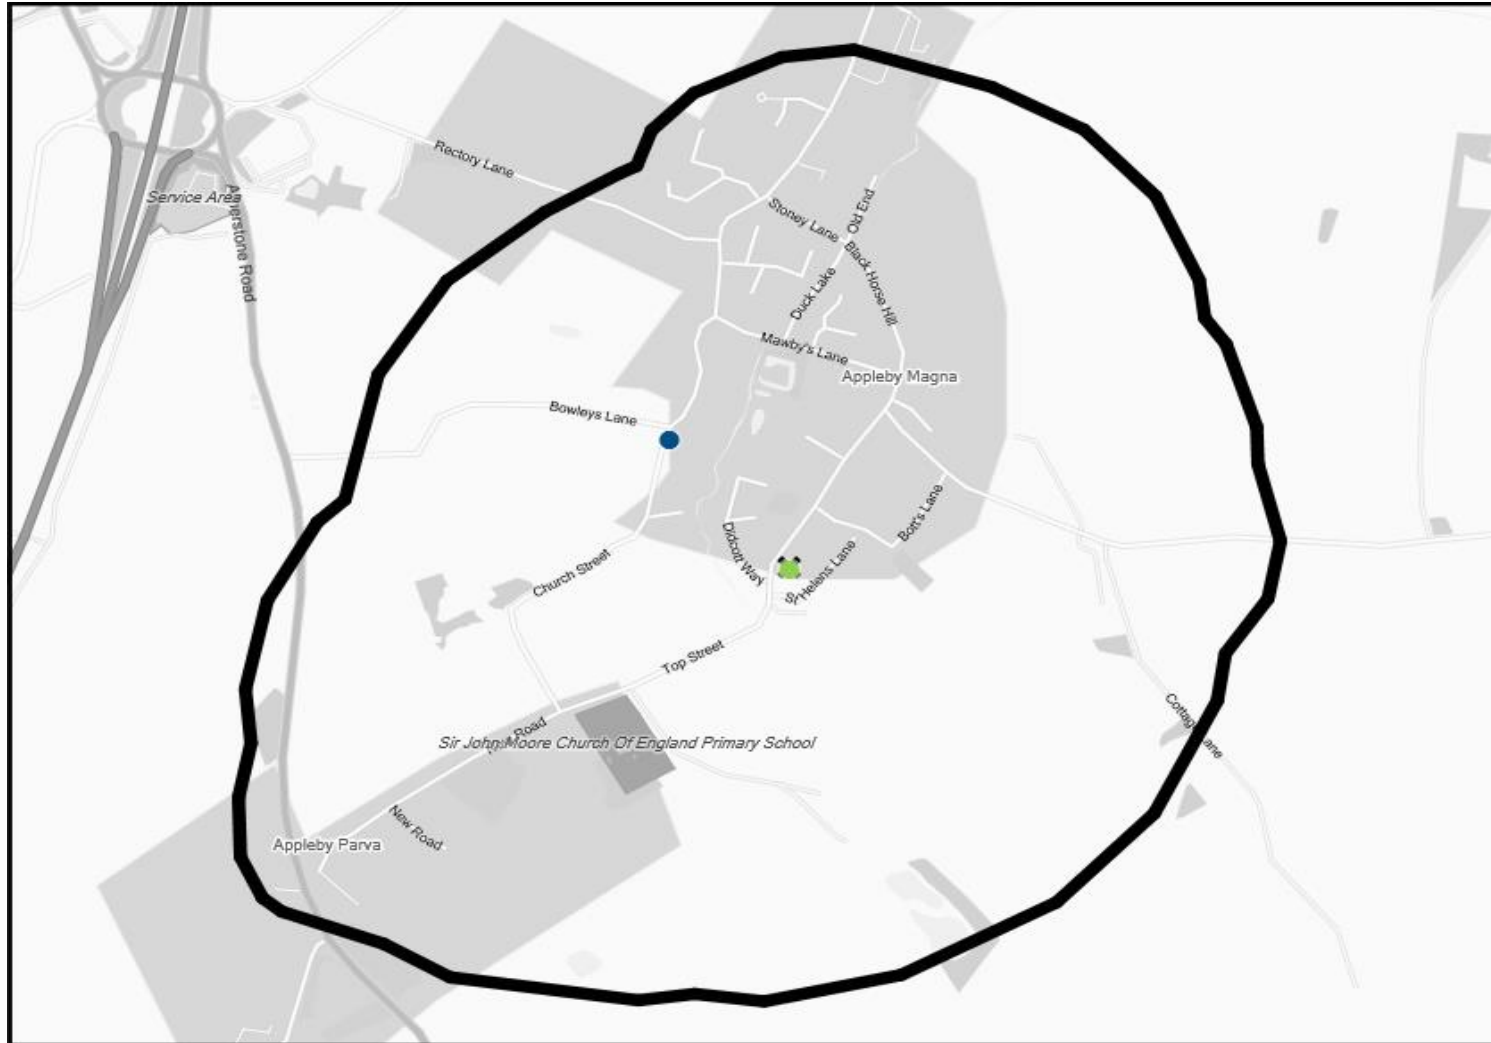 Rectory Lane
Service Area
Atherstone Road
Stoney Lane
Old End
Black Horse Hill
Duck Lake
Mawby's Lane
Appleby Magna
Bowleys Lane
Bott's Lane
Didcott Way
St Helens Lane
Church Street
Top Street
Cottage Lane
New Road
Sir John Moore Church Of England Primary School
New Road
Appleby Parva